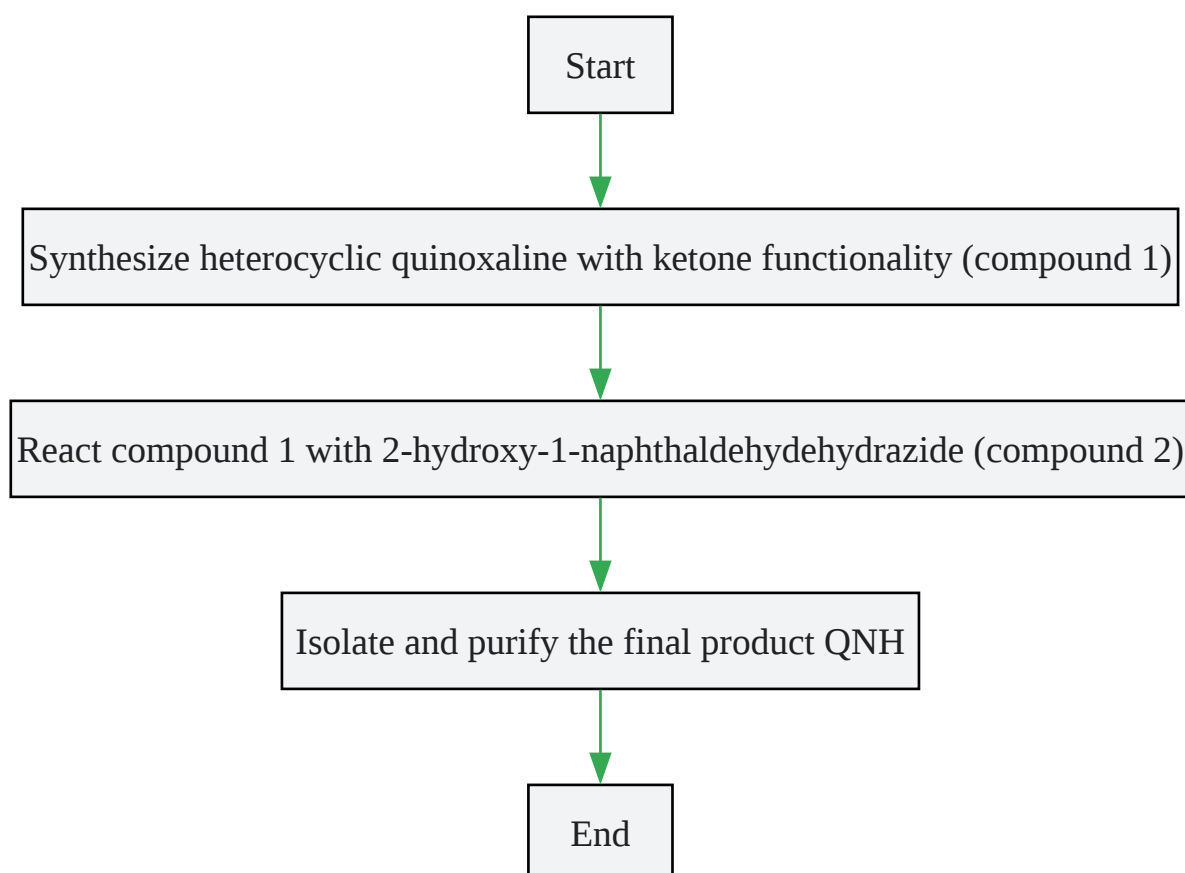 Start
Synthesize heterocyclic quinoxaline with ketone functionality (compound 1)
React compound 1 with 2-hydroxy-1-naphthaldehydehydrazide (compound 2)
Isolate and purify the final product QNH
End